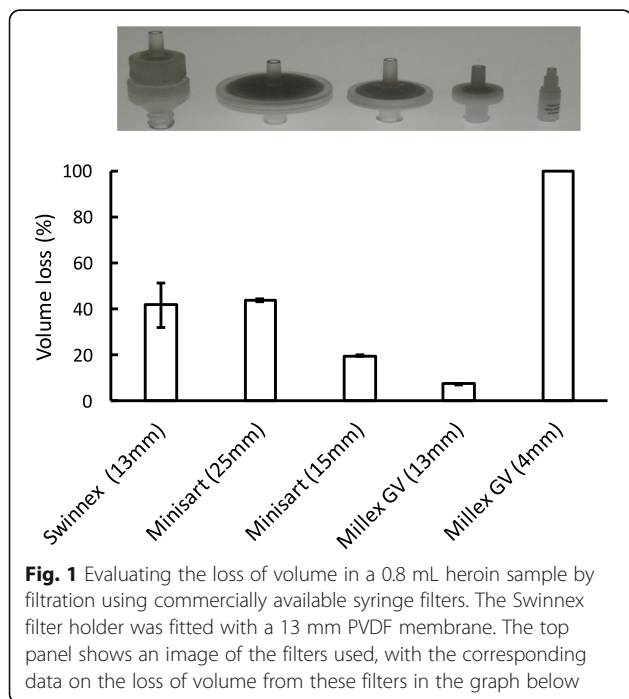 100
80
60
40
20
0
Volume loss (%)
Swinnex (13mm)
Minisart (25mm)
Minisart (15mm)
Millex GV (13mm)
Millex GV (4mm)
Fig. 1 Evaluating the loss of volume in a 0.8 mL heroin sample by
filtration using commercially available syringe filters. The Swinnex
filter holder was fitted with a 13 mm PVDF membrane. The top
panel shows an image of the filters used, with the corresponding
data on the loss of volume from these filters in the graph below